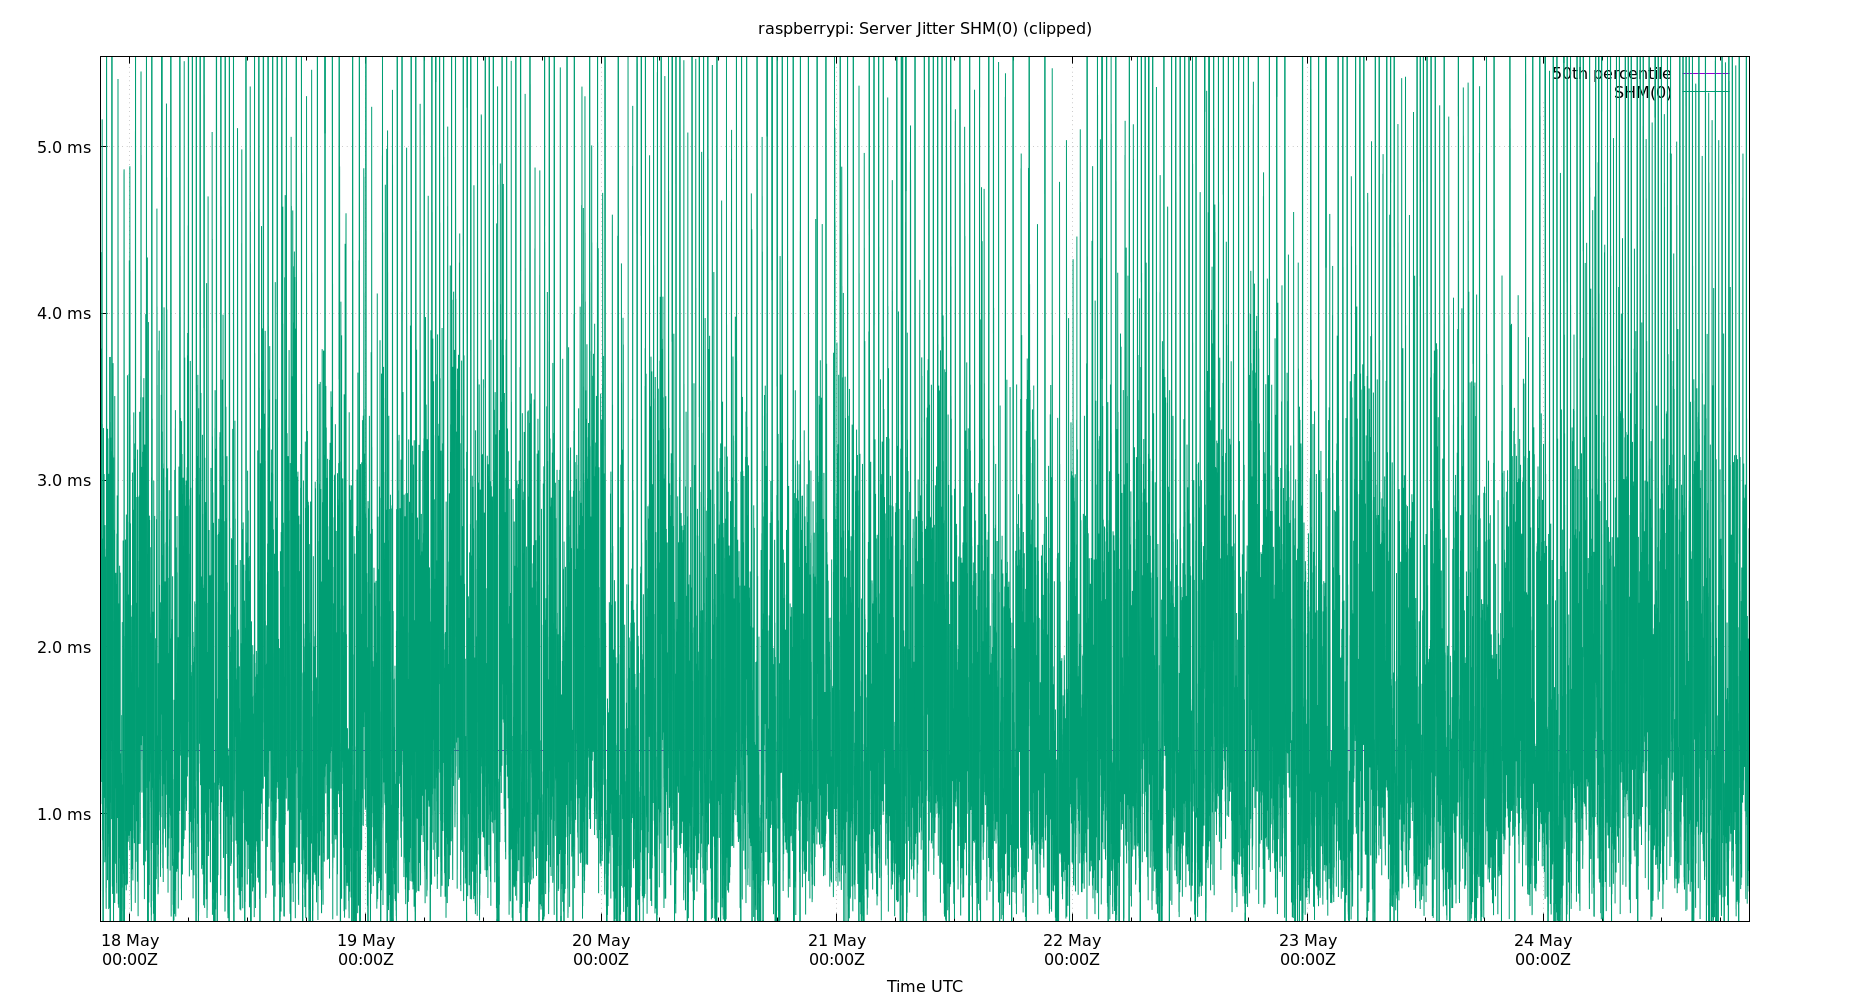 raspberrypi: Server Jitter SHM(0) (clipped)
50th percentile
SHM(0)
5.0 ms
4.0 ms
3.0 ms
2.0 ms
1.0 ms
18 May 19 May 20 May 21 May 22 May 23 May 24 May
00:00Z 00:00Z 00:00Z 00:00Z 00:00Z 00:00Z 00:00Z
Time UTC